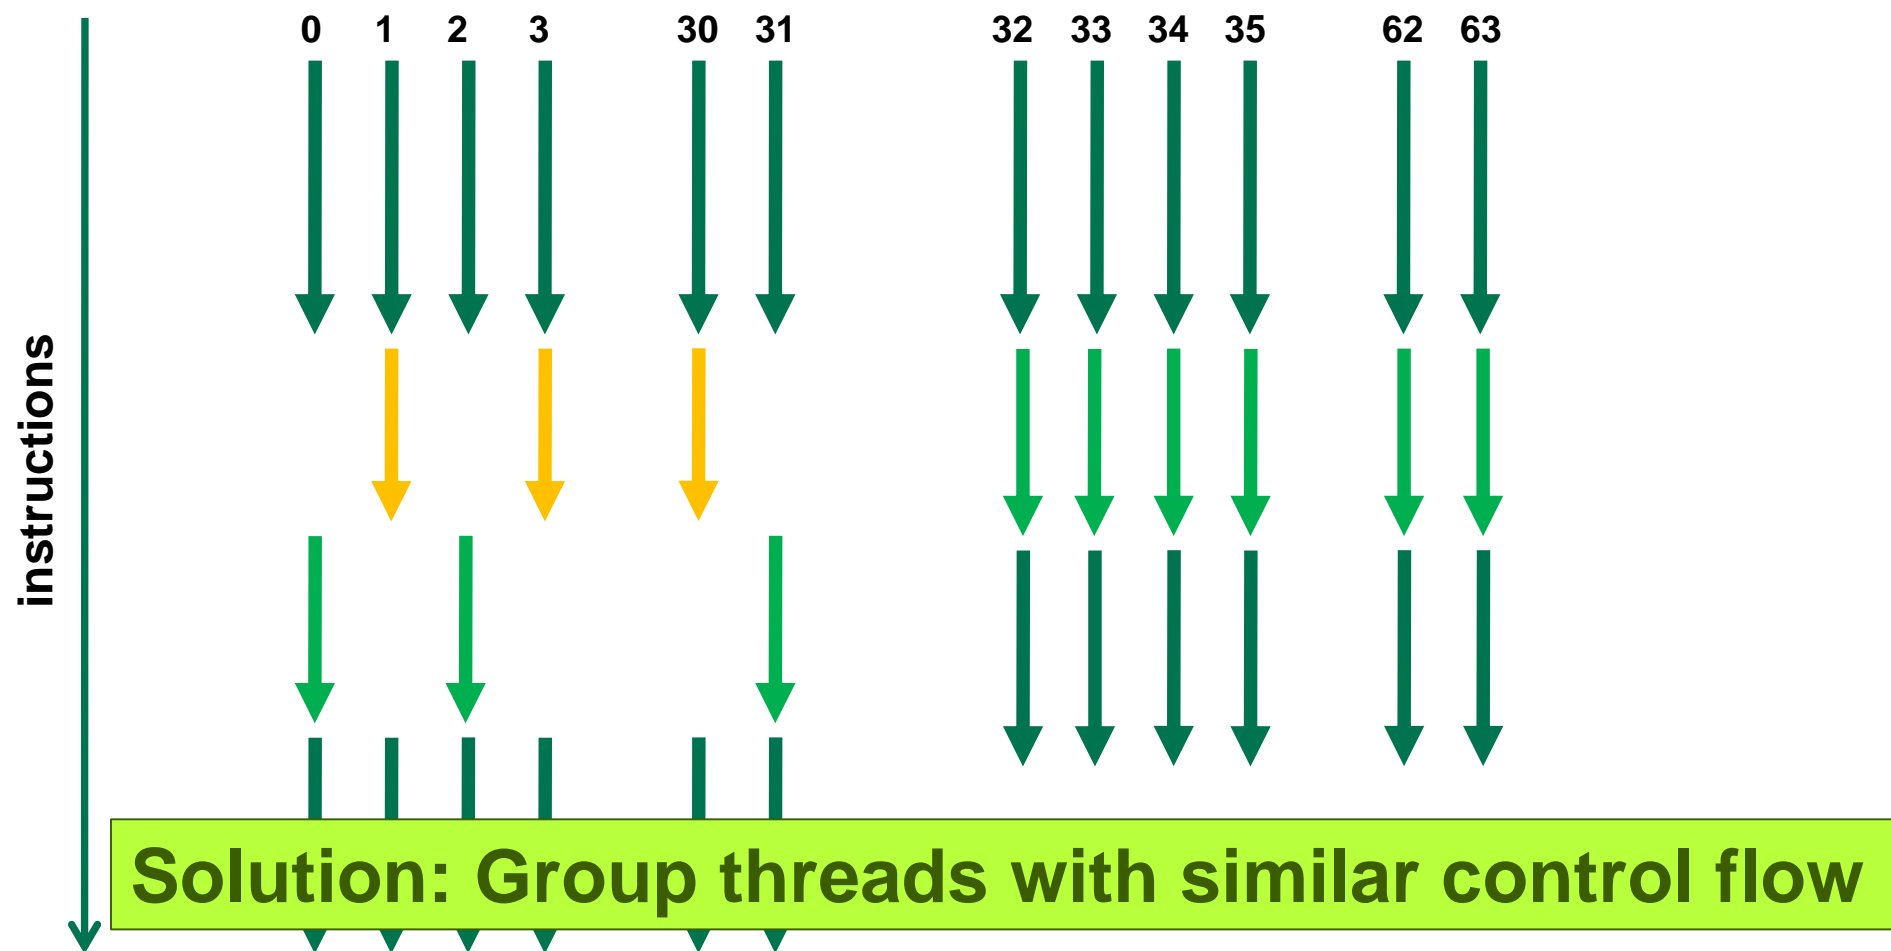 0 1 2 3 30 31 32 33 34 35 62 63
instructions
Solution: Group threads with similar control flow